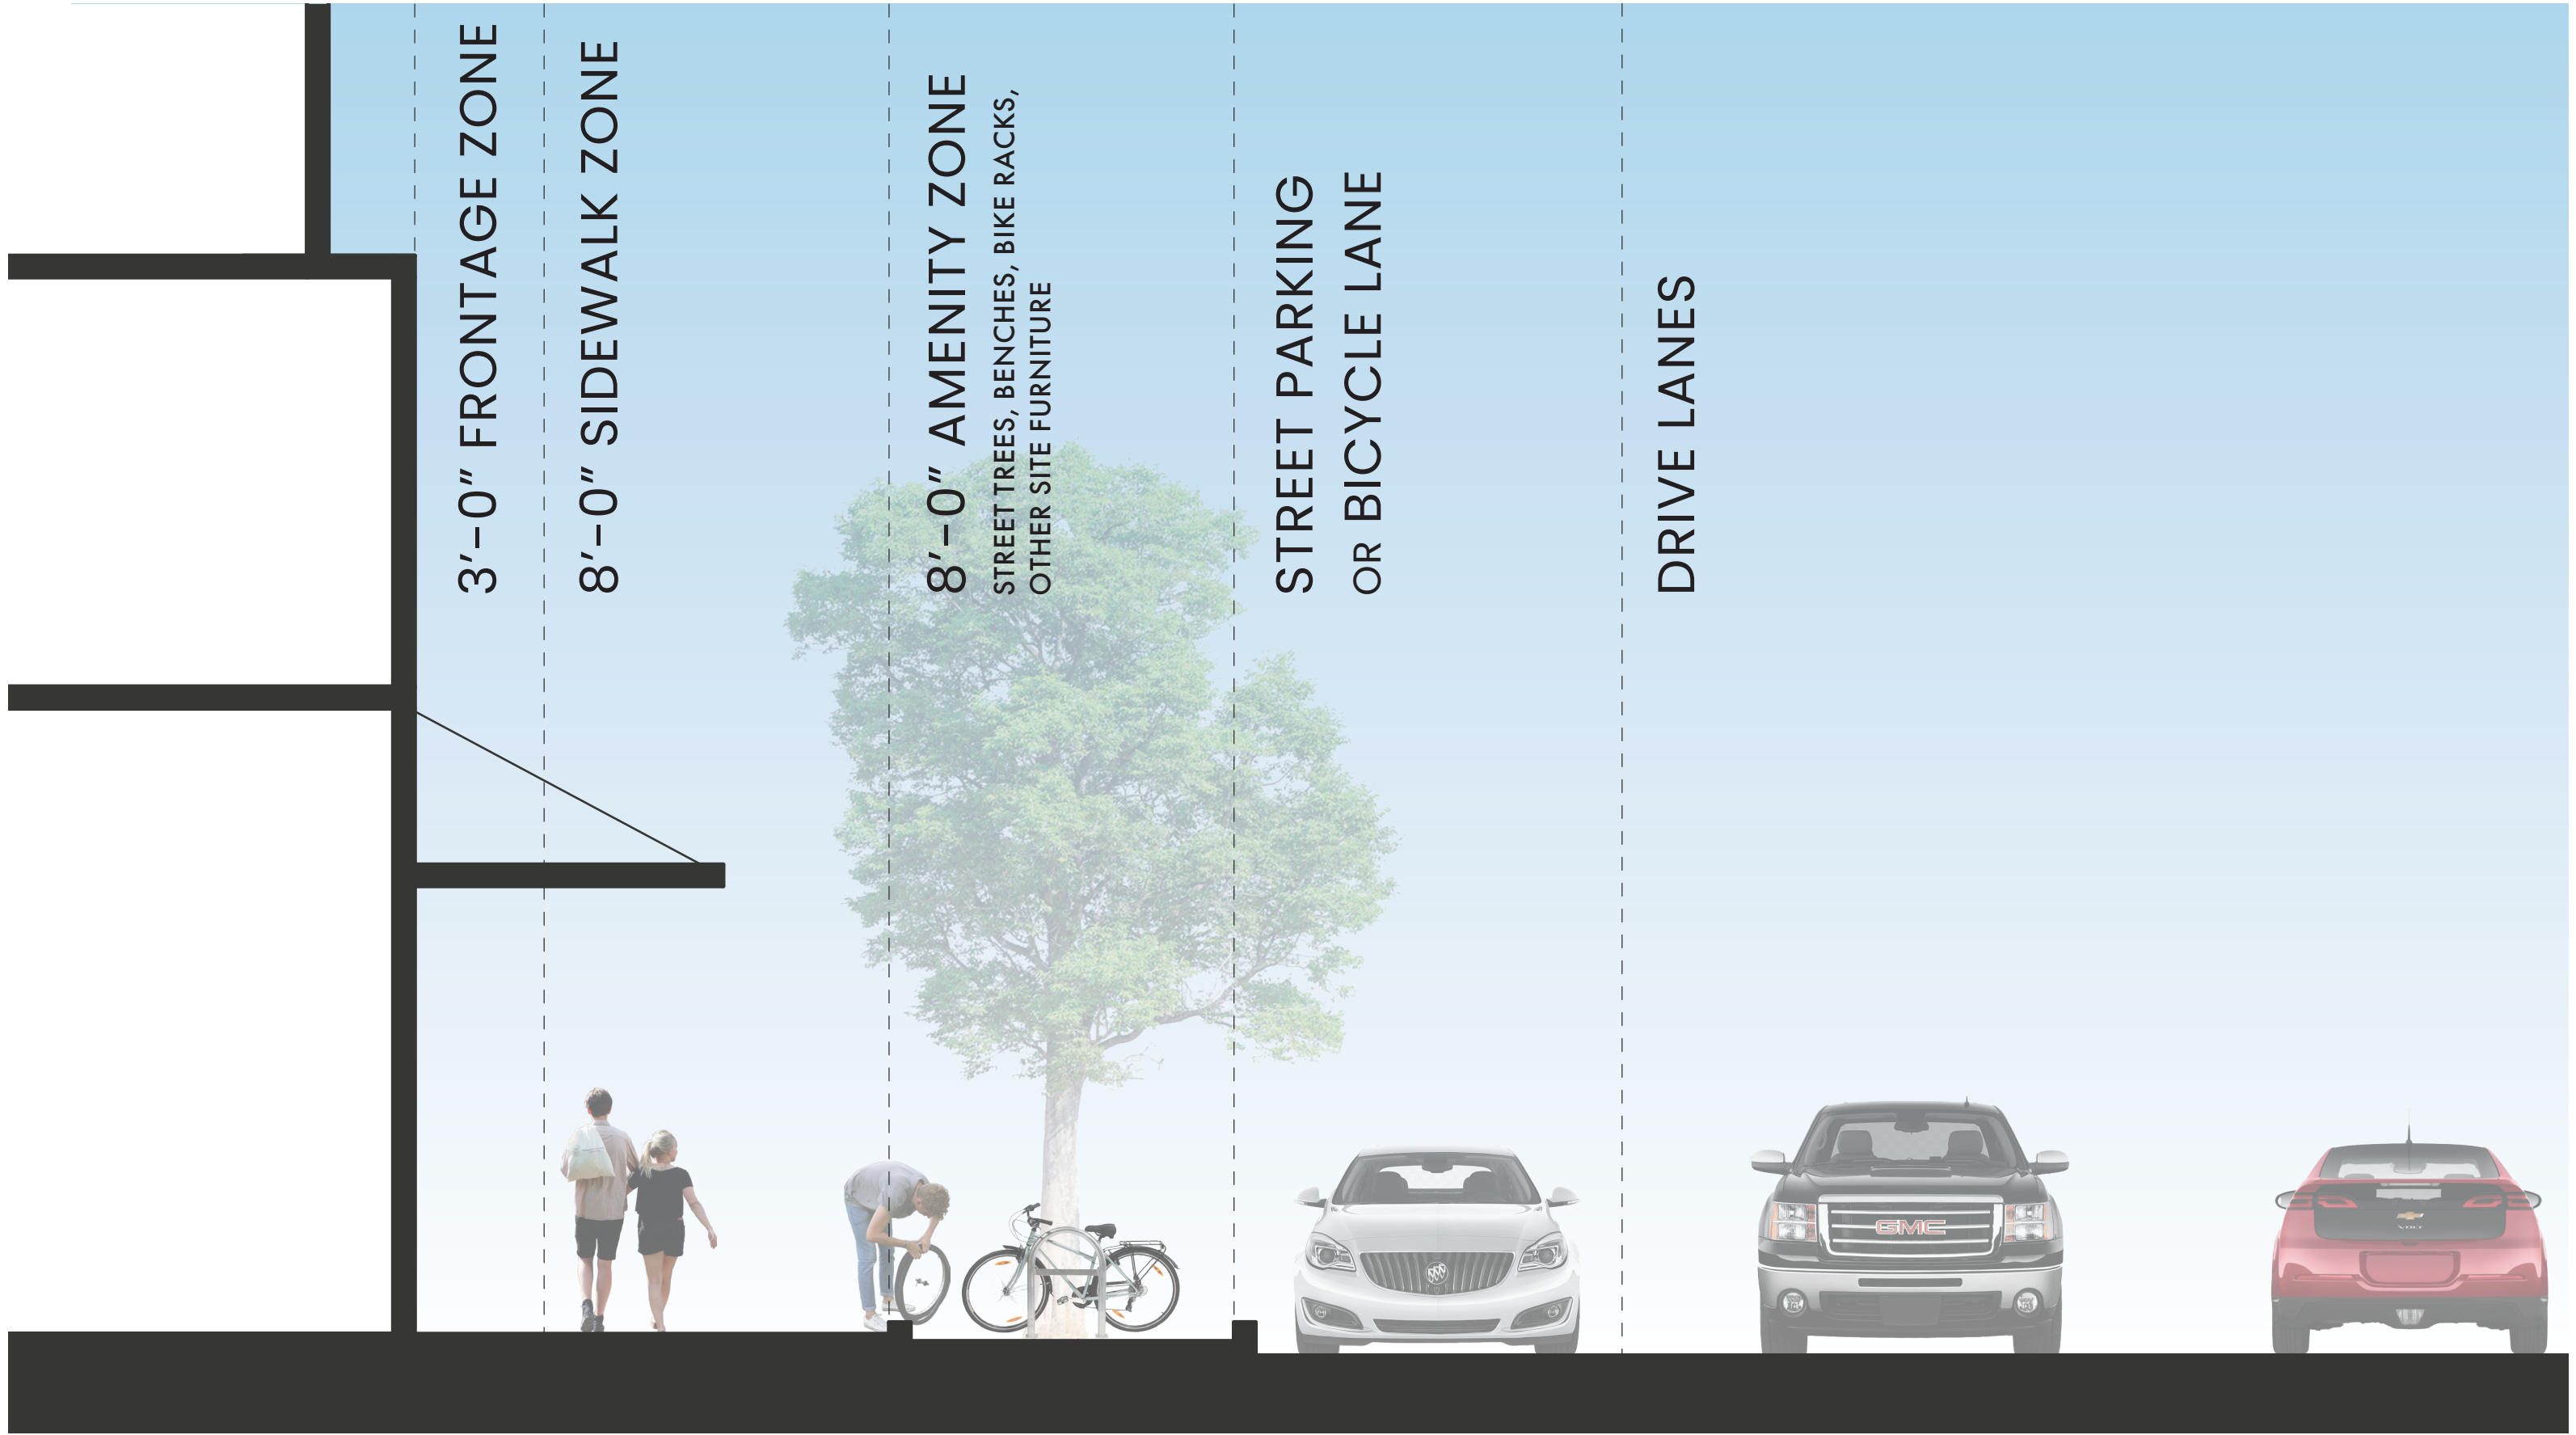 3’–0” FRONTAGE ZONE
8’–0” SIDEWALK ZONE
8’–0” AMENITY ZONE
STREET TREES, BENCHES, BIKE RACKS,
OTHER SITE FURNITURE
STREET PARKING
OR BICYCLE LANE
DRIVE LANES
GMC
VOLT